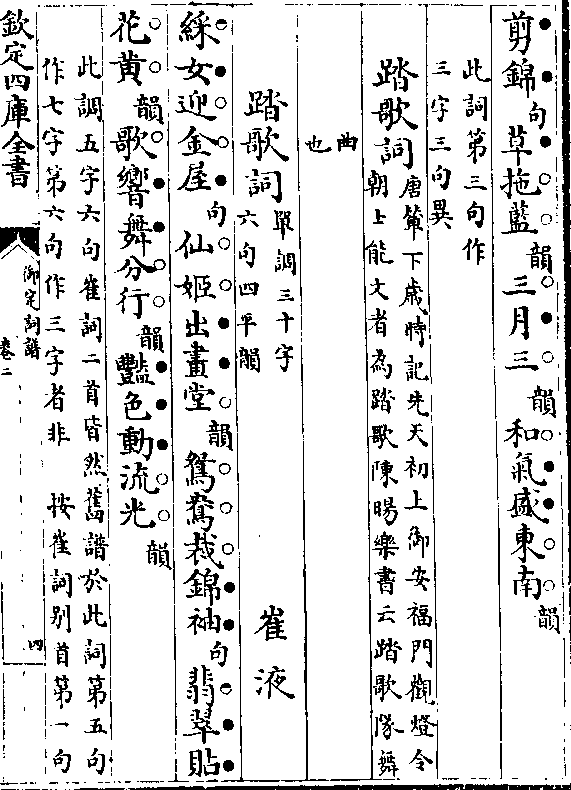 剪錦句草拖藍韻三月三韻和氣盛東南韻
此詞第三句作
三字三句異
踏歌詞唐輦下歲時記先天初上御安福門觀燈令
朝士能文者為踏歌陳暘樂書云踏歌隊舞
曲
也
踏歌詞單調三十字
六句四平韻
崔液
綵女迎金屋句仙姬出畫堂韻鴛鴦裁錦袖句翡翠貼
花黃韻歌響舞分行韻豔色動流光韻
此調五字六句崔詞二首皆然舊譜於此詞第五句
作七字第六句作三字者非 按崔詞別首第一句
欽定四庫全書
御定詞譜
卷二
四